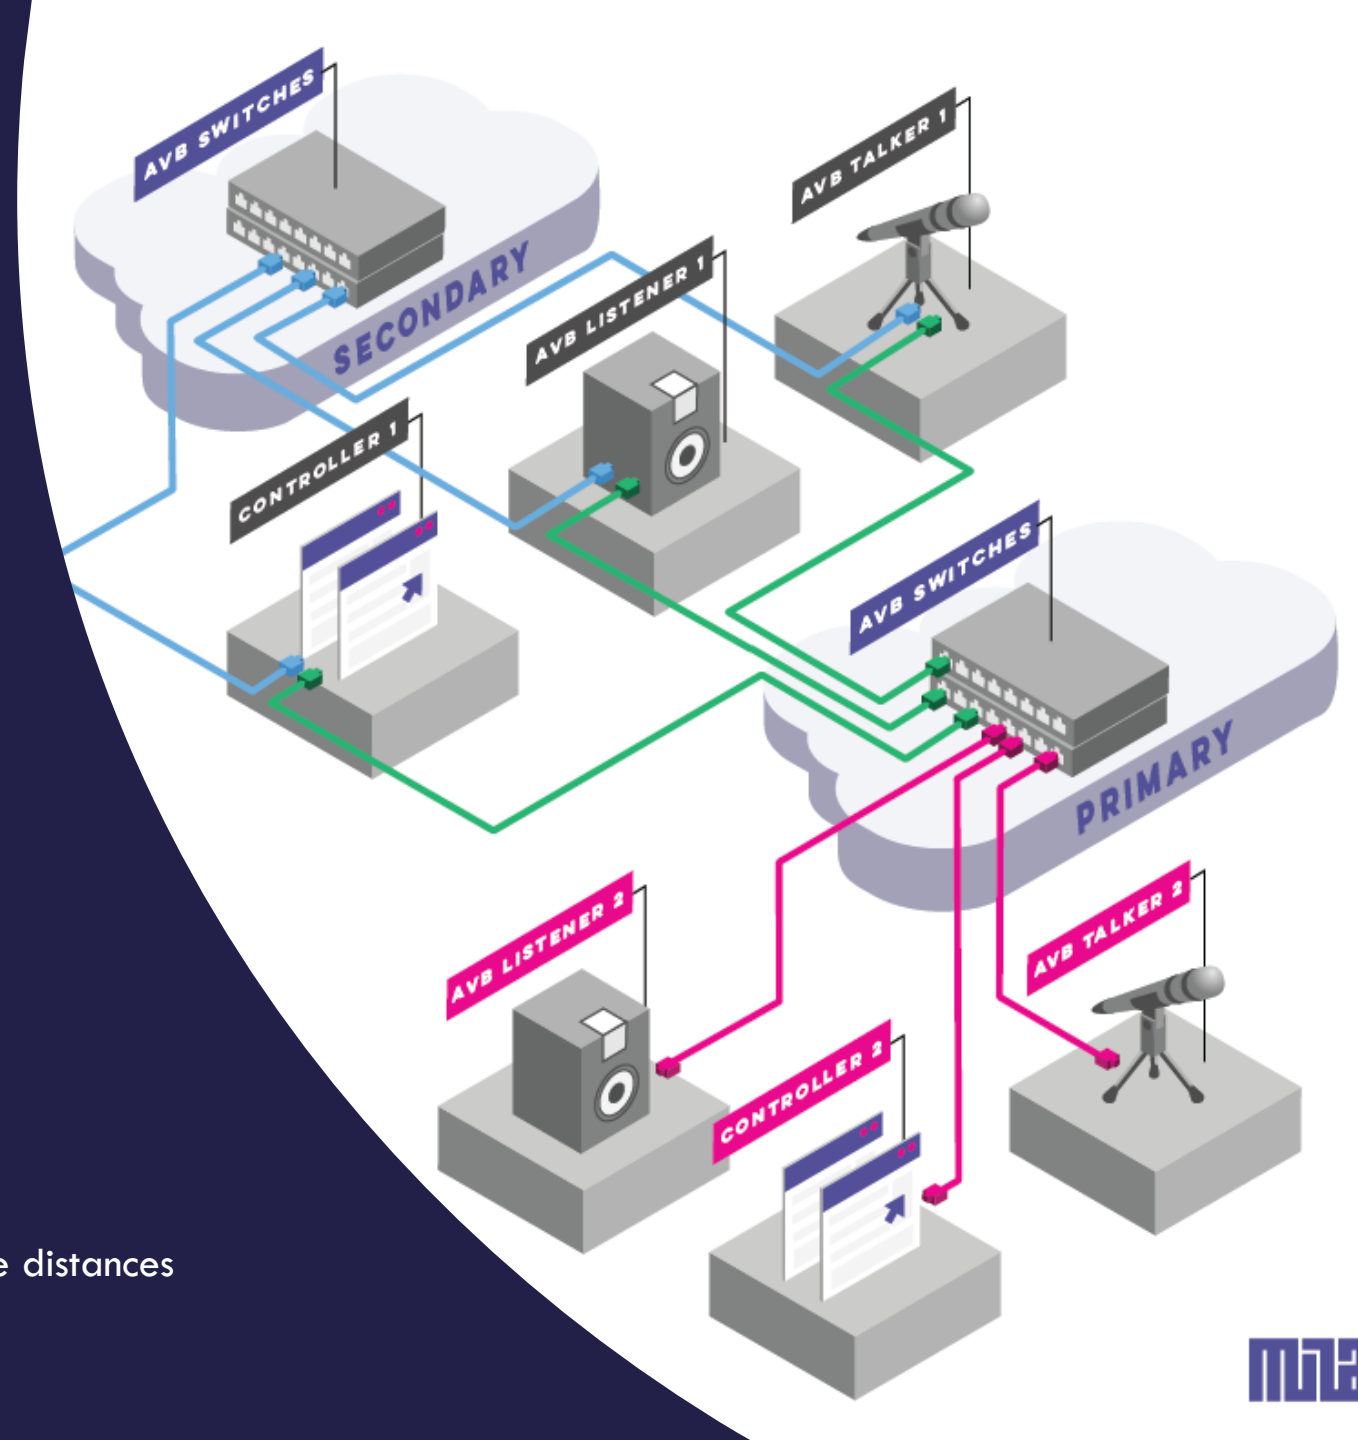 AVB SWITCHES
SECONDARY
AVB TALKER 1
AVB LISTENER 1
CONTROLLER 1
AVB SWITCHES
PRIMARY
AVB LISTENER 2
AVB TALKER 2
CONTROLLER 2
distances